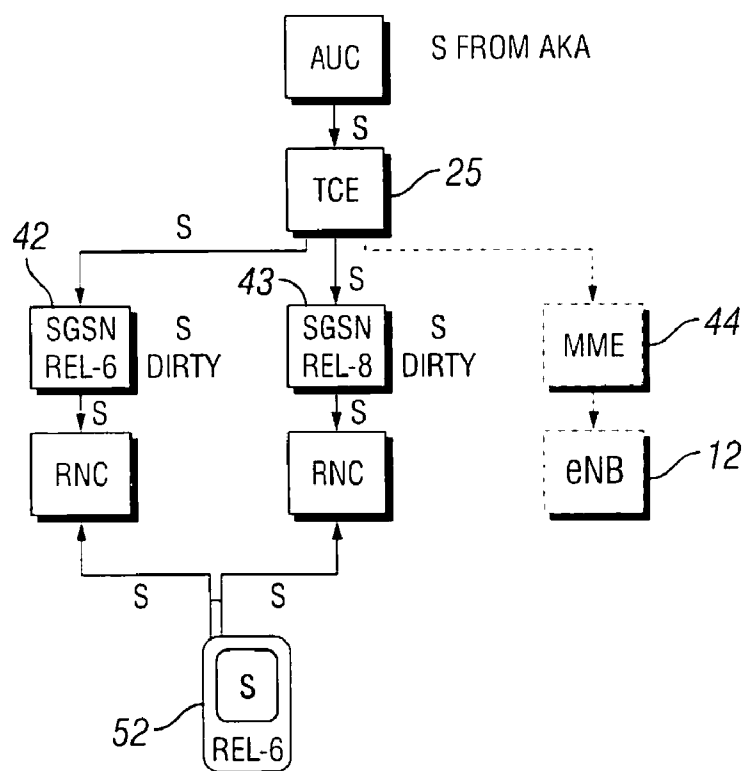 AUC
S FROM AKA
S
TCE
25
S
42
43
S
SGSN
REL-6
S
DIRTY
SGSN
REL-8
S
DIRTY
MME
44
S
S
RNC
RNC
eNB
12
S
S
S
52
REL-6